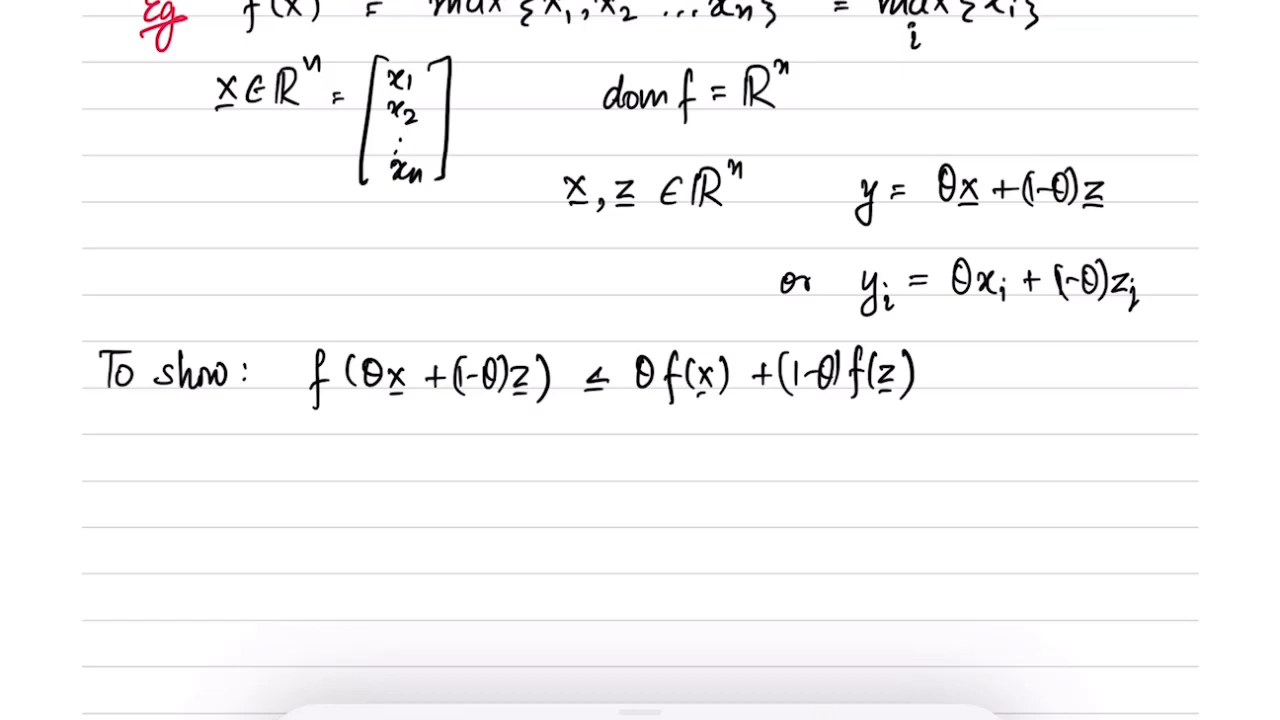 Eg f(x) = max {x₁, x₂ ... xₙ} = max {xᵢ}
i
x ∈ ℝⁿ = [x₁ x₂ ⋮ xₙ] dom f = ℝⁿ
x, z ∈ ℝⁿ y = θx + (1-θ)z
or yᵢ = θxᵢ + (1-θ)zᵢ
To show: f(θx + (1-θ)z) ≤ θf(x) + (1-θ)f(z)